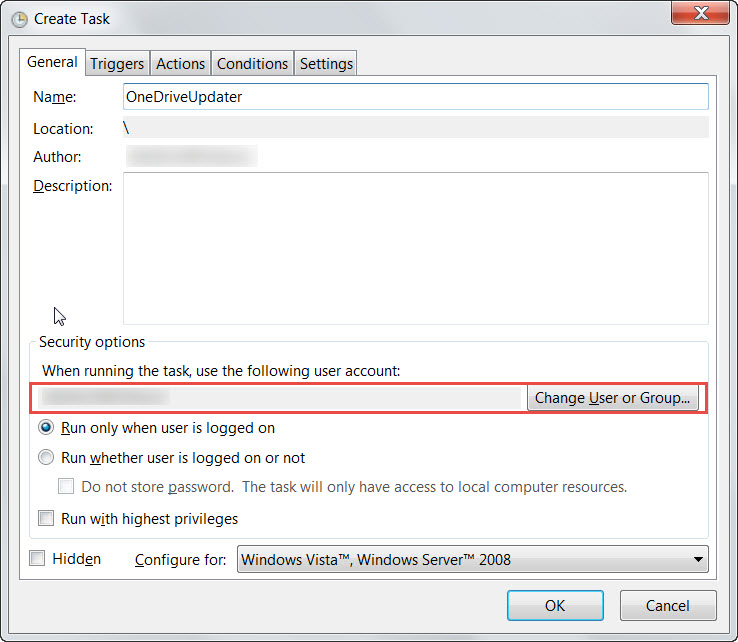 Create Task
General Triggers Actions Conditions Settings
Name: OneDriveUpdater
Location: \
Author:
Description:
Security options
When running the task, use the following user account:
Change User or Group...
Run only when user is logged on
Run whether user is logged on or not
Do not store password. The task will only have access to local computer resources.
Run with highest privileges
Hidden Configure for: Windows Vista™, Windows Server™ 2008
OK Cancel